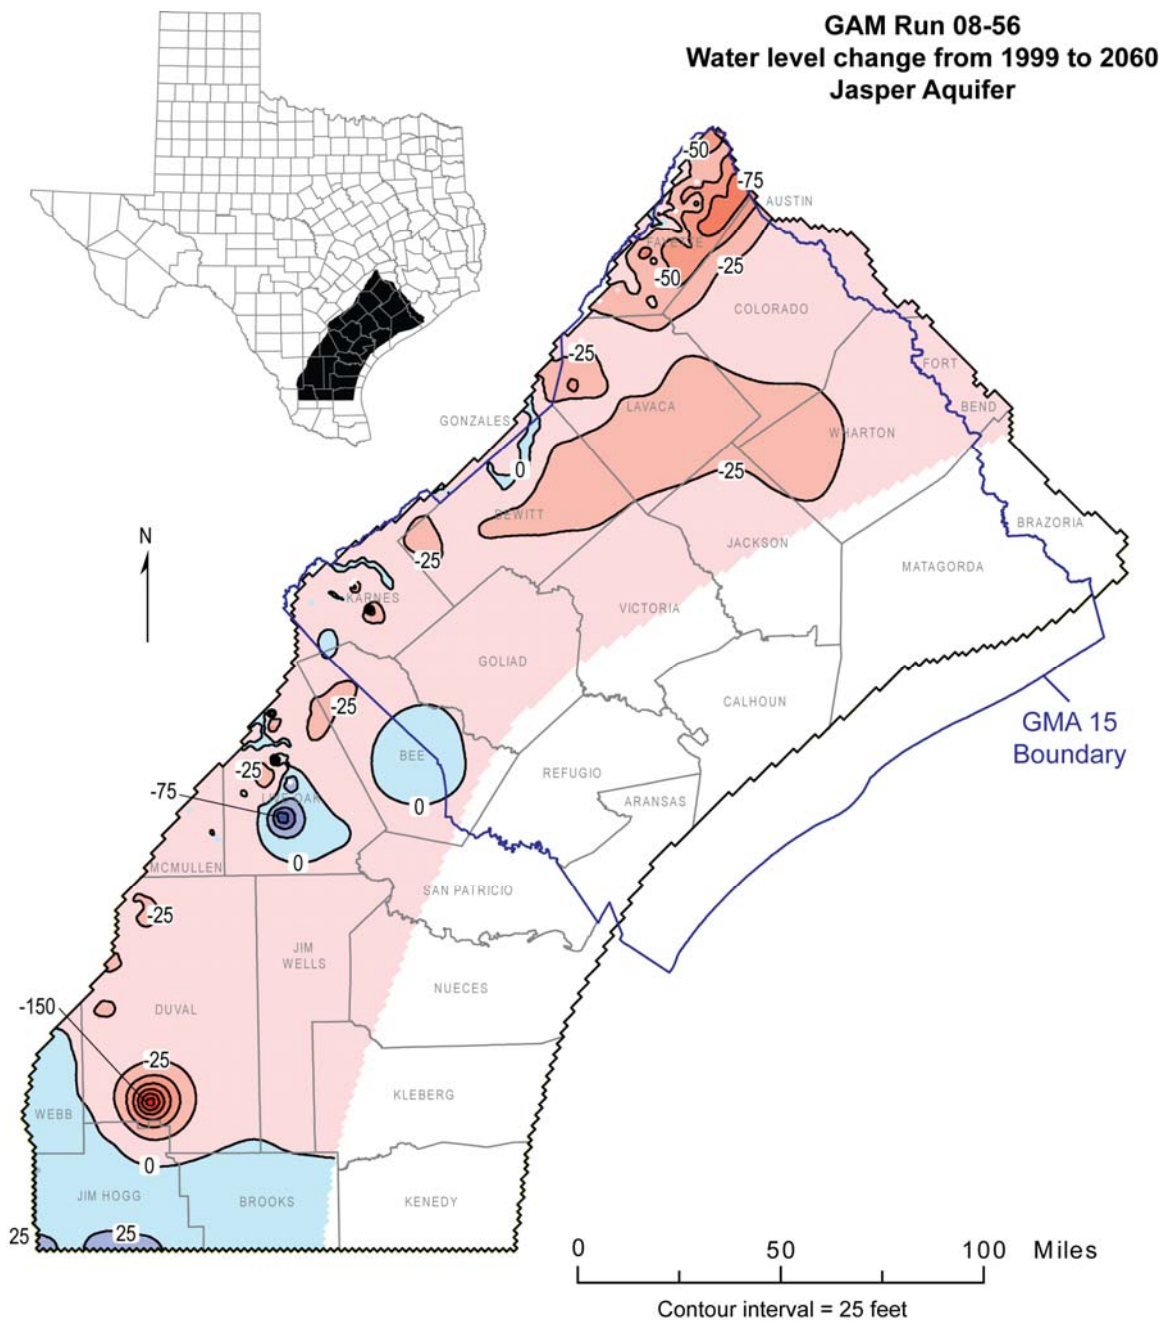 GAM Run 08-56
Water level change from 1999 to 2060
Jasper Aquifer
-50
-75
AUSTIN
FAYETTE
-50
-25
COLORADO
-25
FORT
BEND
LAVACA
GONZALES
WHARTON
0
-25
DEWITT
BRAZORIA
N
-25
JACKSON
MATAGORDA
KARNES
VICTORIA
GOLIAD
CALHOUN
-25
GMA 15
Boundary
BEE
-25
REFUGIO
-75
LIVE OAK
ARANSAS
0
0
MCMULLEN
SAN PATRICIO
-25
JIM
WELLS
NUECES
-150
DUVAL
-25
KLEBERG
WEBB
0
JIM HOGG
BROOKS
KENEDY
25
25
0
50
100 Miles
Contour interval = 25 feet